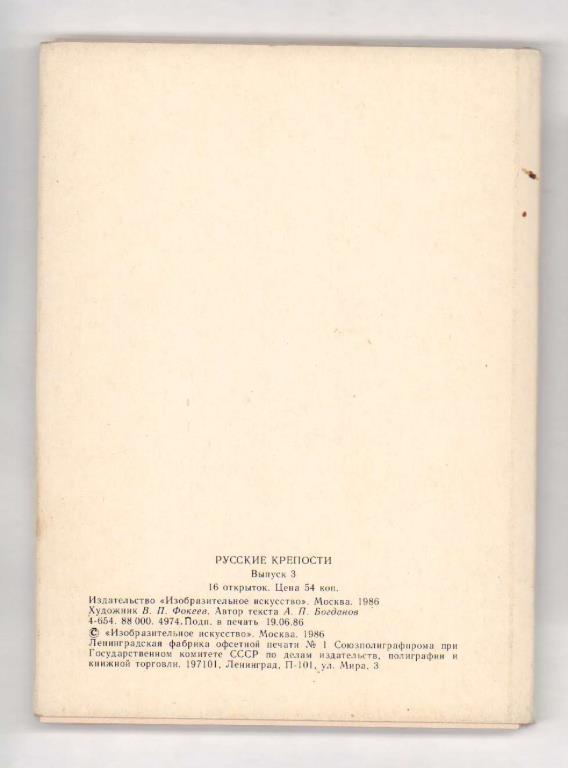 РУССКИЕ КРЕПОСТИ
Выпуск 3
16 открыток. Цена 54 коп.
Издательство «Изобразительное искусство». Москва. 1986
Художник В. П. Фокеев. Автор текста А. П. Богданов
4-654. 88 000. 4974. Подп. в печать 19.06.86
© «Изобразительное искусство». Москва. 1986
Ленинградская фабрика офсетной печати № 1 Союзполиграфпрома при
Государственном комитете СССР по делам издательств, полиграфии и
книжной торговли. 197101, Ленинград, П-101, ул. Мира, 3